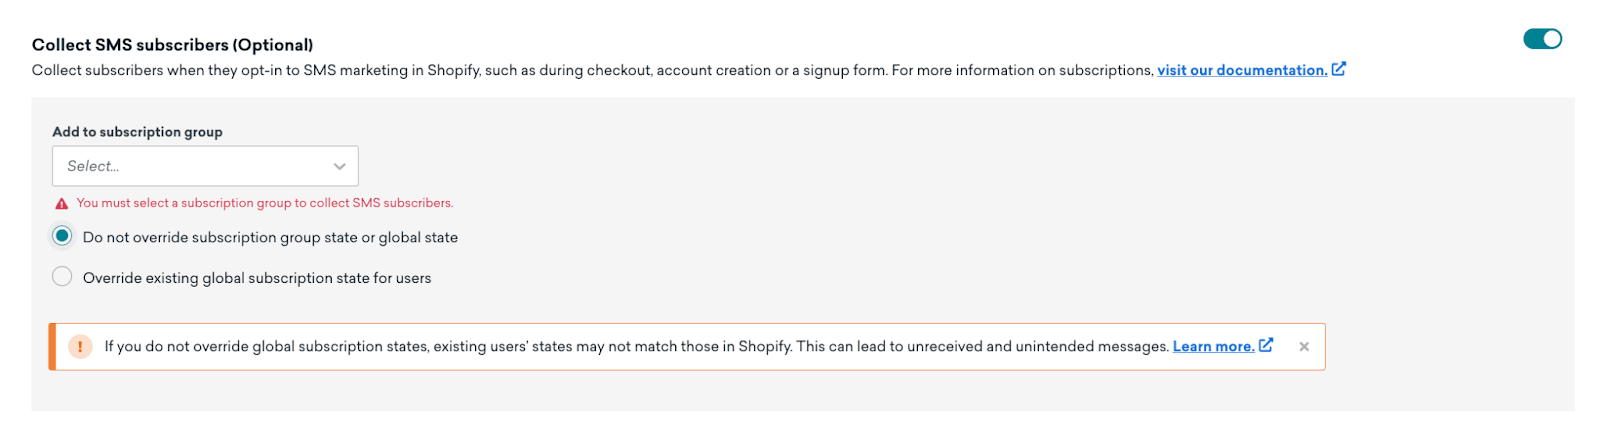 Collect SMS subscribers (Optional)
Collect subscribers when they opt-in to SMS marketing in Shopify, such as during checkout, account creation or a signup form. For more information on subscriptions, visit our documentation.
Add to subscription group
Select...
You must select a subscription group to collect SMS subscribers.
Do not override subscription group state or global state
Override existing global subscription state for users
If you do not override global subscription states, existing users’ states may not match those in Shopify. This can lead to unreceived and unintended messages. Learn more.